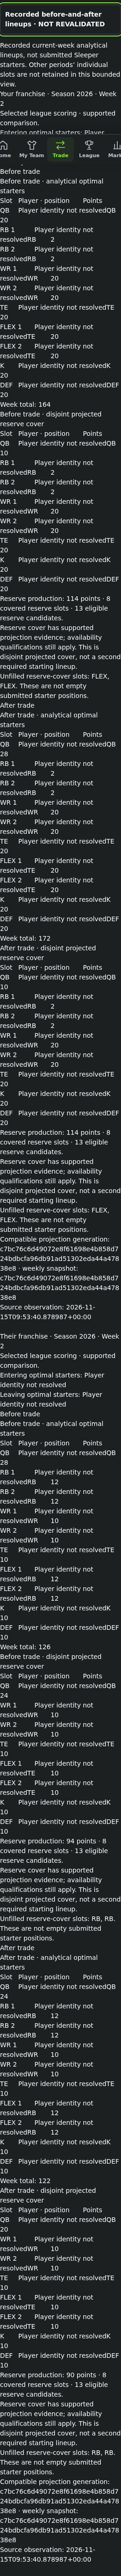 Recorded before-and-after
lineups · NOT REVALIDATED
Recorded current-week analytical
lineups, not submitted Sleeper
starters. Other periods' individual
slots are not retained in this bounded
view.
Your franchise · Season 2026 · Week
2
Selected league scoring · supported
comparison.
Entering optimal starters: Player
My Team
Trade
League
Before trade
Before trade · analytical optimal
starters
Slot Player · position Points
QB Player identity not resolvedQB
20
RB 1 Player identity not
resolvedRB 2
RB 2 Player identity not
resolvedRB 2
WR 1 Player identity not
resolvedWR 20
WR 2 Player identity not
resolvedWR 20
TE Player identity not resolvedTE
20
FLEX 1 Player identity not
resolvedTE 20
FLEX 2 Player identity not
resolvedTE 20
K Player identity not resolvedK
20
DEF Player identity not resolvedDEF
20
Week total: 164
Before trade · disjoint projected
reserve cover
Slot Player · position Points
QB Player identity not resolvedQB
10
RB 1 Player identity not
resolvedRB 2
RB 2 Player identity not
resolvedRB 2
WR 1 Player identity not
resolvedWR 20
WR 2 Player identity not
resolvedWR 20
TE Player identity not resolvedTE
20
K Player identity not resolvedK
20
DEF Player identity not resolvedDEF
20
Reserve production: 114 points · 8
covered reserve slots · 13 eligible
reserve candidates.
Reserve cover has supported
projection evidence; availability
qualifications still apply. This is
disjoint projected cover, not a second
required starting lineup.
Unfilled reserve-cover slots: FLEX,
FLEX. These are not empty
submitted starter positions.
After trade
After trade · analytical optimal
starters
Slot Player · position Points
QB Player identity not resolvedQB
28
RB 1 Player identity not
resolvedRB 2
RB 2 Player identity not
resolvedRB 2
WR 1 Player identity not
resolvedWR 20
WR 2 Player identity not
resolvedWR 20
TE Player identity not resolvedTE
20
FLEX 1 Player identity not
resolvedTE 20
FLEX 2 Player identity not
resolvedTE 20
K Player identity not resolvedK
20
DEF Player identity not resolvedDEF
20
Week total: 172
After trade · disjoint projected
reserve cover
Slot Player · position Points
QB Player identity not resolvedQB
10
RB 1 Player identity not
resolvedRB 2
RB 2 Player identity not
resolvedRB 2
WR 1 Player identity not
resolvedWR 20
WR 2 Player identity not
resolvedWR 20
TE Player identity not resolvedTE
20
K Player identity not resolvedK
20
DEF Player identity not resolvedDEF
20
Reserve production: 114 points · 8
covered reserve slots · 13 eligible
reserve candidates.
Reserve cover has supported
projection evidence; availability
qualifications still apply. This is
disjoint projected cover, not a second
required starting lineup.
Unfilled reserve-cover slots: FLEX,
FLEX. These are not empty
submitted starter positions.
Compatible projection generation:
c7bc76c6d49072e8f61698e4b858d7
24bdbcfa96db91ad51302eda44a478
38e8 · weekly snapshot:
c7bc76c6d49072e8f61698e4b858d7
24bdbcfa96db91ad51302eda44a478
38e8
Source observation: 2026-11-
15T09:53:40.878987+00:00
Their franchise · Season 2026 · Week
2
Selected league scoring · supported
comparison.
Entering optimal starters: Player
identity not resolved
Leaving optimal starters: Player
identity not resolved
Before trade
Before trade · analytical optimal
starters
Slot Player · position Points
QB Player identity not resolvedQB
28
RB 1 Player identity not
resolvedRB 12
RB 2 Player identity not
resolvedRB 12
WR 1 Player identity not
resolvedWR 10
WR 2 Player identity not
resolvedWR 10
TE Player identity not resolvedTE
10
FLEX 1 Player identity not
resolvedRB 12
FLEX 2 Player identity not
resolvedRB 12
K Player identity not resolvedK
10
DEF Player identity not resolvedDEF
10
Week total: 126
Before trade · disjoint projected
reserve cover
Slot Player · position Points
QB Player identity not resolvedQB
24
WR 1 Player identity not
resolvedWR 10
WR 2 Player identity not
resolvedWR 10
TE Player identity not resolvedTE
10
FLEX 1 Player identity not
resolvedTE 10
FLEX 2 Player identity not
resolvedTE 10
K Player identity not resolvedK
10
DEF Player identity not resolvedDEF
10
Reserve production: 94 points · 8
covered reserve slots · 13 eligible
reserve candidates.
Reserve cover has supported
projection evidence; availability
qualifications still apply. This is
disjoint projected cover, not a second
required starting lineup.
Unfilled reserve-cover slots: RB, RB.
These are not empty submitted
starter positions.
After trade
After trade · analytical optimal
starters
Slot Player · position Points
QB Player identity not resolvedQB
24
RB 1 Player identity not
resolvedRB 12
RB 2 Player identity not
resolvedRB 12
WR 1 Player identity not
resolvedWR 10
WR 2 Player identity not
resolvedWR 10
TE Player identity not resolvedTE
10
FLEX 1 Player identity not
resolvedRB 12
FLEX 2 Player identity not
resolvedRB 12
K Player identity not resolvedK
10
DEF Player identity not resolvedDEF
10
Week total: 122
After trade · disjoint projected
reserve cover
Slot Player · position Points
QB Player identity not resolvedQB
20
WR 1 Player identity not
resolvedWR 10
WR 2 Player identity not
resolvedWR 10
TE Player identity not resolvedTE
10
FLEX 1 Player identity not
resolvedTE 10
FLEX 2 Player identity not
resolvedTE 10
K Player identity not resolvedK
10
DEF Player identity not resolvedDEF
10
Reserve production: 90 points · 8
covered reserve slots · 13 eligible
reserve candidates.
Reserve cover has supported
projection evidence; availability
qualifications still apply. This is
disjoint projected cover, not a second
required starting lineup.
Unfilled reserve-cover slots: RB, RB.
These are not empty submitted
starter positions.
Compatible projection generation:
c7bc76c6d49072e8f61698e4b858d7
24bdbcfa96db91ad51302eda44a478
38e8 · weekly snapshot:
c7bc76c6d49072e8f61698e4b858d7
24bdbcfa96db91ad51302eda44a478
38e8
Source observation: 2026-11-
15T09:53:40.878987+00:00